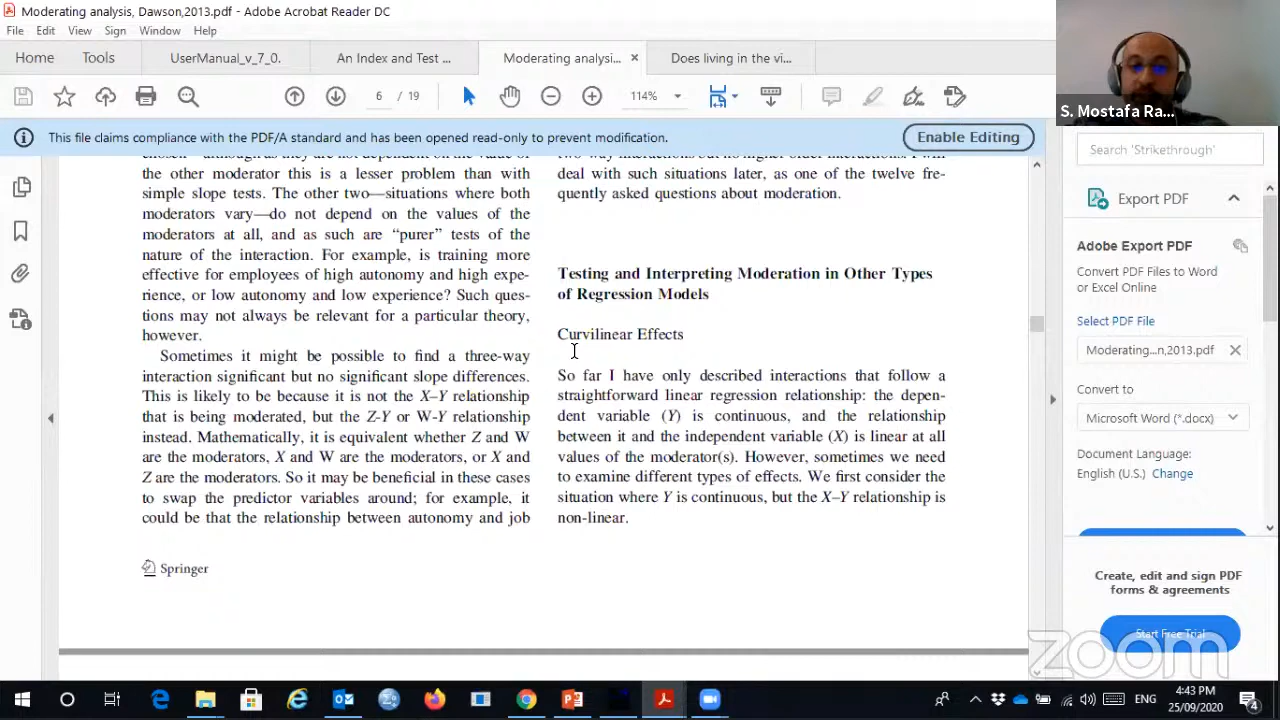 Moderating analysis, Dawson,2013.pdf - Adobe Acrobat Reader DC
File Edit View Sign Window Help
Home Tools UserManual_v_7_0. An Index and Test ... Moderating analysi... × Does living in the vi...
6 / 19 114%
S. Mostafa Ra...
This file claims compliance with the PDF/A standard and has been opened read-only to prevent modification. Enable Editing
the other moderator this is a lesser problem than with
simple slope tests. The other two—situations where both
moderators vary—do not depend on the values of the
moderators at all, and as such are “purer” tests of the
nature of the interaction. For example, is training more
effective for employees of high autonomy and high expe-
rience, or low autonomy and low experience? Such ques-
tions may not always be relevant for a particular theory,
however.
Sometimes it might be possible to find a three-way
interaction significant but no significant slope differences.
This is likely to be because it is not the X–Y relationship
that is being moderated, but the Z-Y or W-Y relationship
instead. Mathematically, it is equivalent whether Z and W
are the moderators, X and W are the moderators, or X and
Z are the moderators. So it may be beneficial in these cases
to swap the predictor variables around; for example, it
could be that the relationship between autonomy and job
Springer
two-way interactions but no higher order interactions. I will
deal with such situations later, as one of the twelve fre-
quently asked questions about moderation.
Testing and Interpreting Moderation in Other Types
of Regression Models
Curvilinear Effects
So far I have only described interactions that follow a
straightforward linear regression relationship: the depen-
dent variable (Y) is continuous, and the relationship
between it and the independent variable (X) is linear at all
values of the moderator(s). However, sometimes we need
to examine different types of effects. We first consider the
situation where Y is continuous, but the X–Y relationship is
non-linear.
Search 'Strikethrough'
Export PDF
Adobe Export PDF
Convert PDF Files to Word
or Excel Online
Select PDF File
Moderating...n,2013.pdf
Convert to
Microsoft Word (*.docx)
Document Language:
English (U.S.) Change
Create, edit and sign PDF
forms & agreements
Start Free Trial
zoom
ENG
4:43 PM
25/09/2020
4